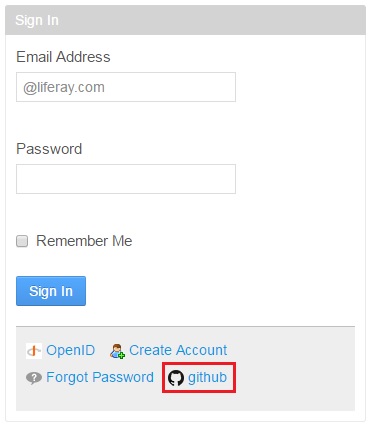 Sign In
Email Address
@liferay.com
Password
Remember Me
Sign In
OpenID Create Account
Forgot Password github